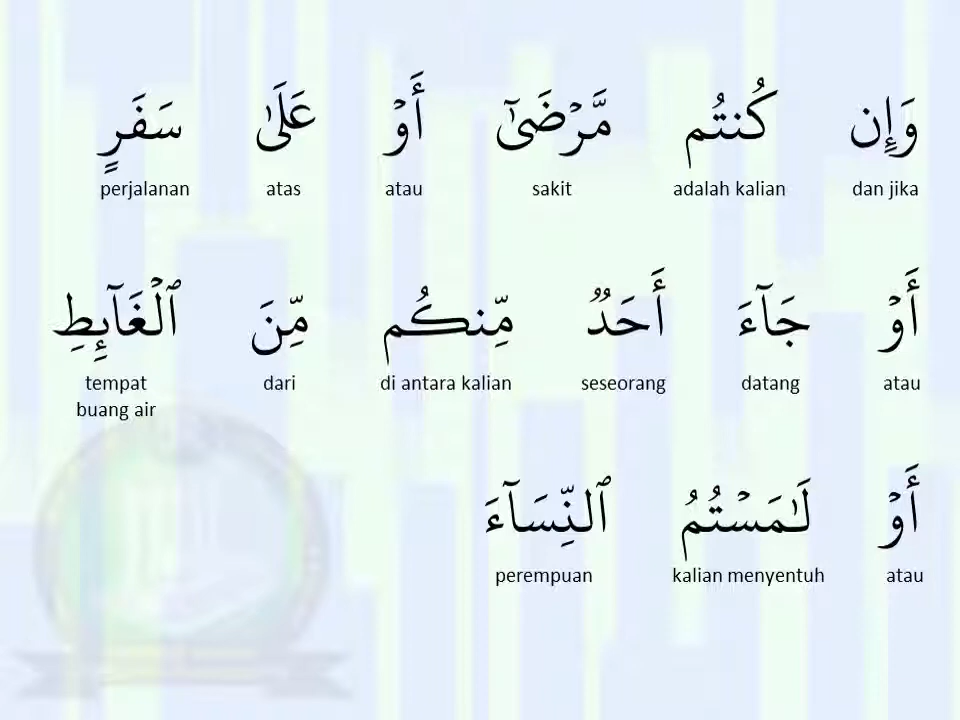 وَإِن كُنتُم مَّرْضَىٰٓ أَوْ عَلَىٰ سَفَرٍ
dan jika adalah kalian sakit atau atas perjalanan
أَوْ جَآءَ أَحَدٌ مِّنكُم مِّنَ ٱلْغَآئِطِ
atau datang seseorang di antara kalian dari tempat
buang air
أَوْ لَـٰمَسْتُمُ ٱلنِّسَآءَ
atau kalian menyentuh perempuan